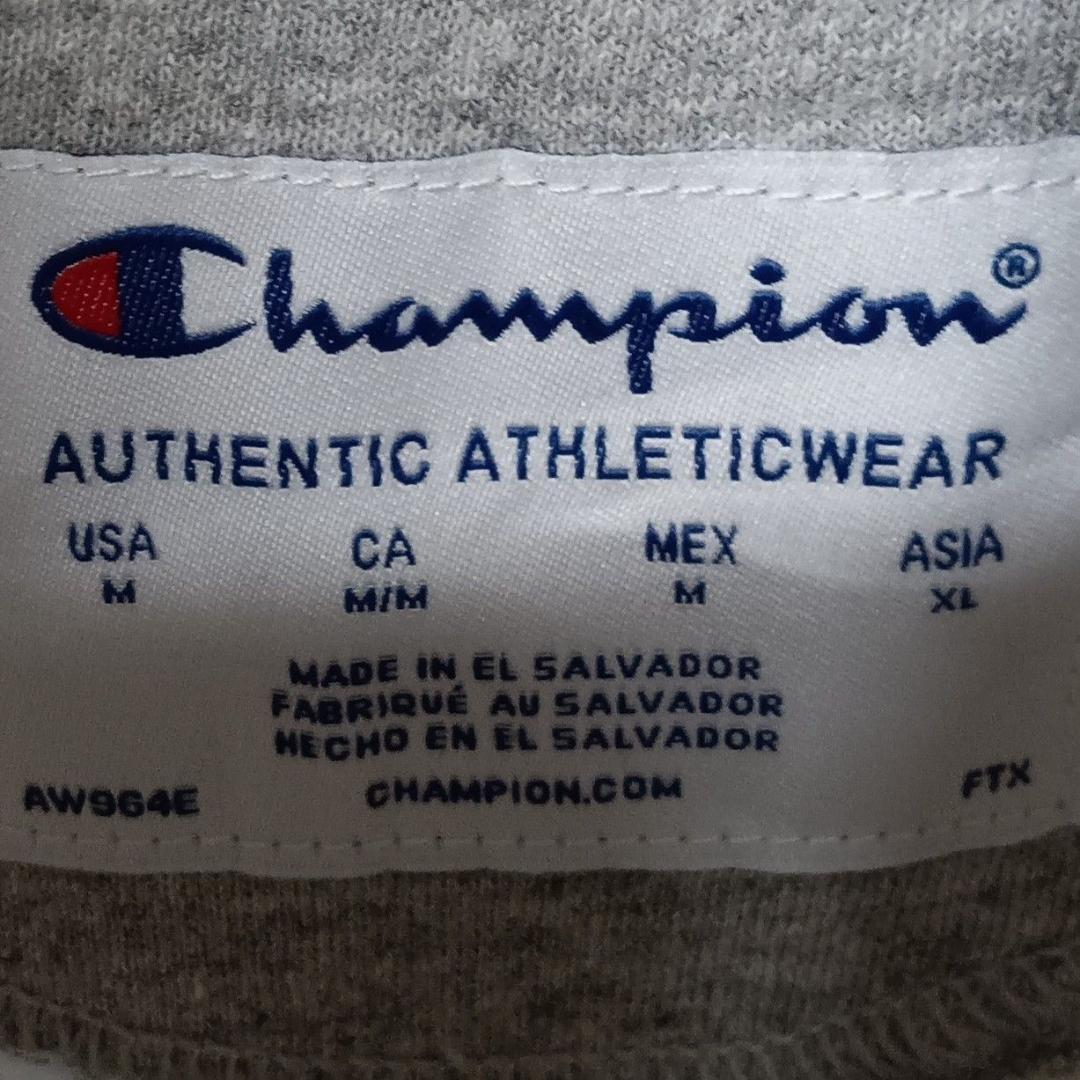 Champion®
AUTHENTIC ATHLETICWEAR
USA CA MEX ASIA
M M/M M XL
MADE IN EL SALVADOR
FABRIQUÉ AU SALVADOR
HECHO EN EL SALVADOR
AW964E CHAMPION.COM FTX